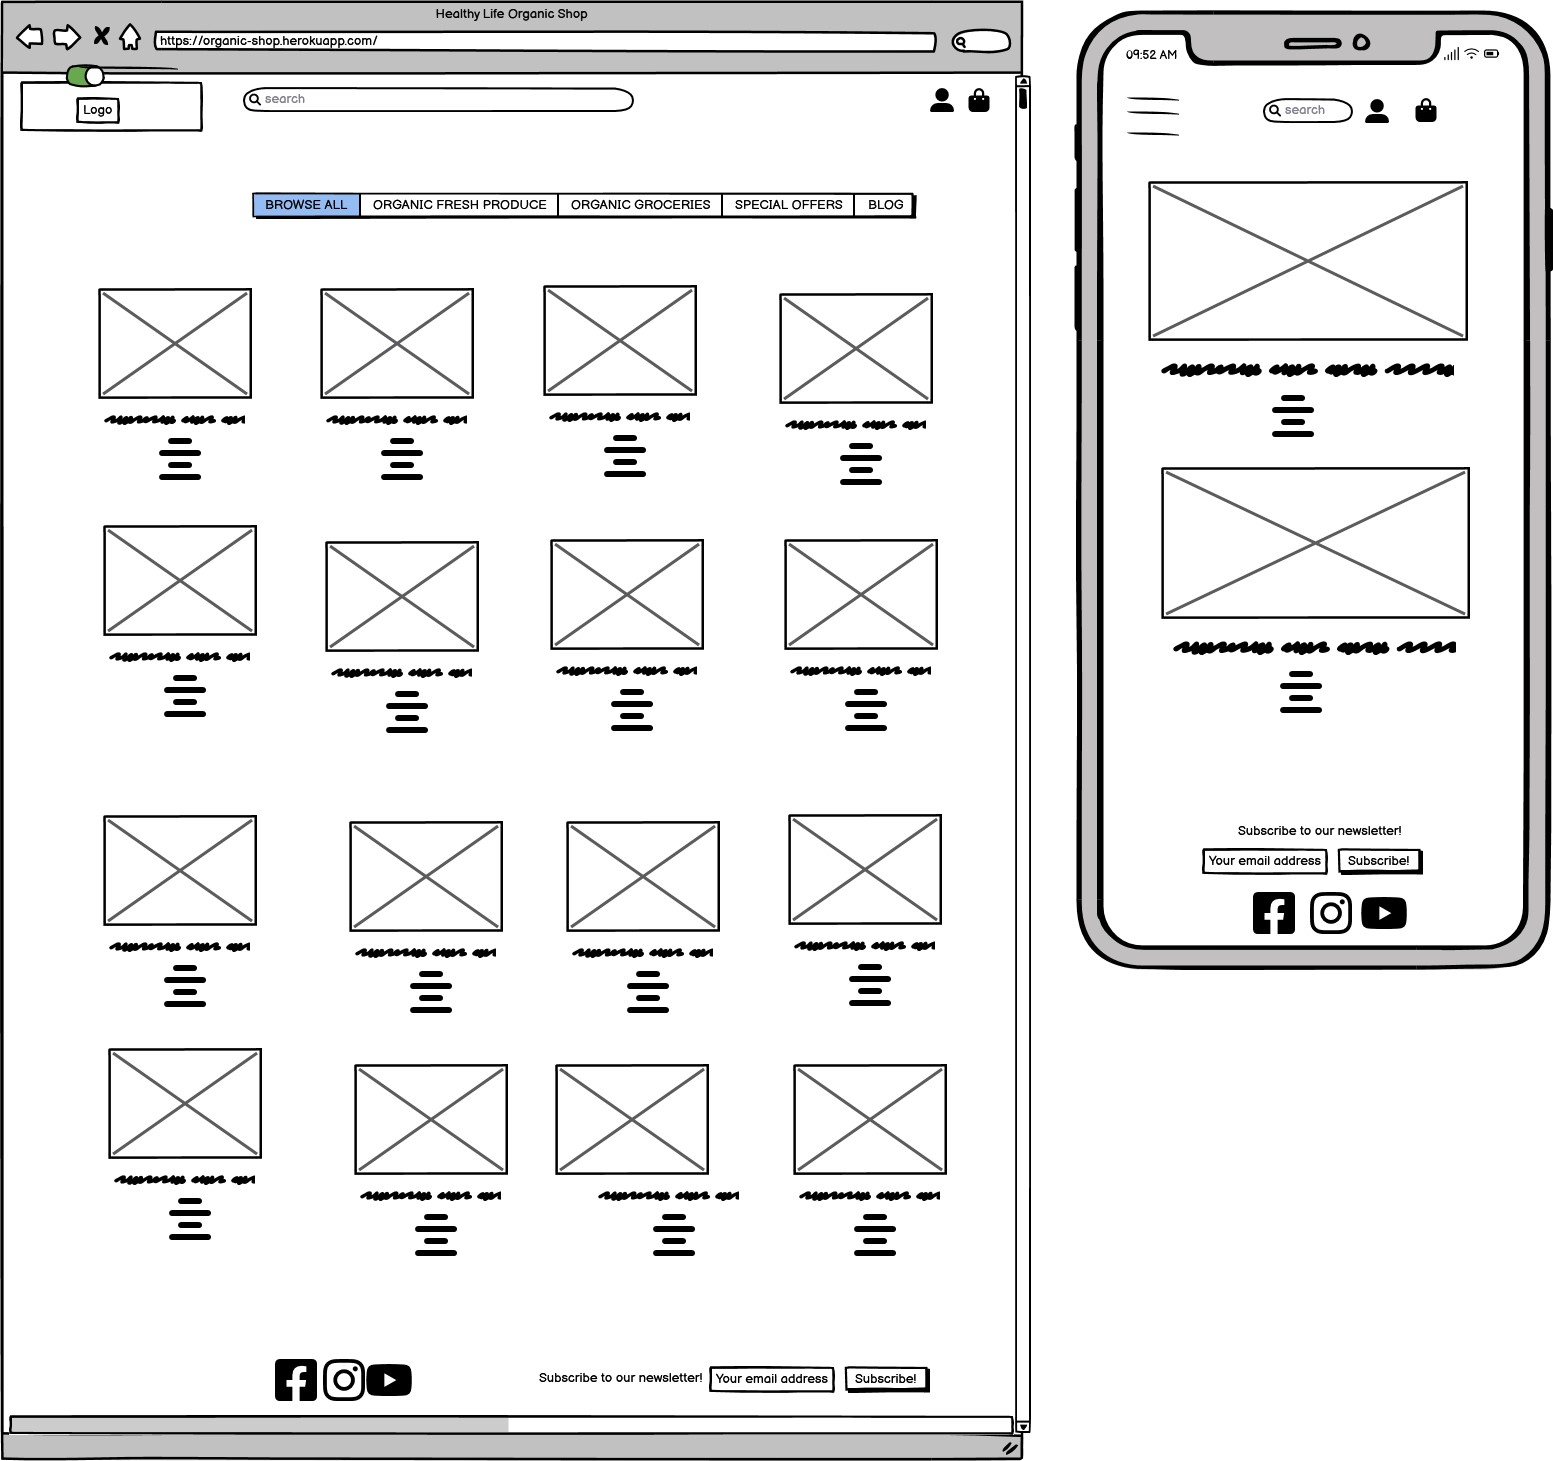 Healthy Life Organic Shop
https://organic-shop.herokuapp.com/
Logo
search
BROWSE ALL
ORGANIC FRESH PRODUCE
ORGANIC GROCERIES
SPECIAL OFFERS
BLOG
Subscribe to our newsletter!
Your email address
Subscribe!
09:52 AM
search
Subscribe to our newsletter!
Your email address
Subscribe!